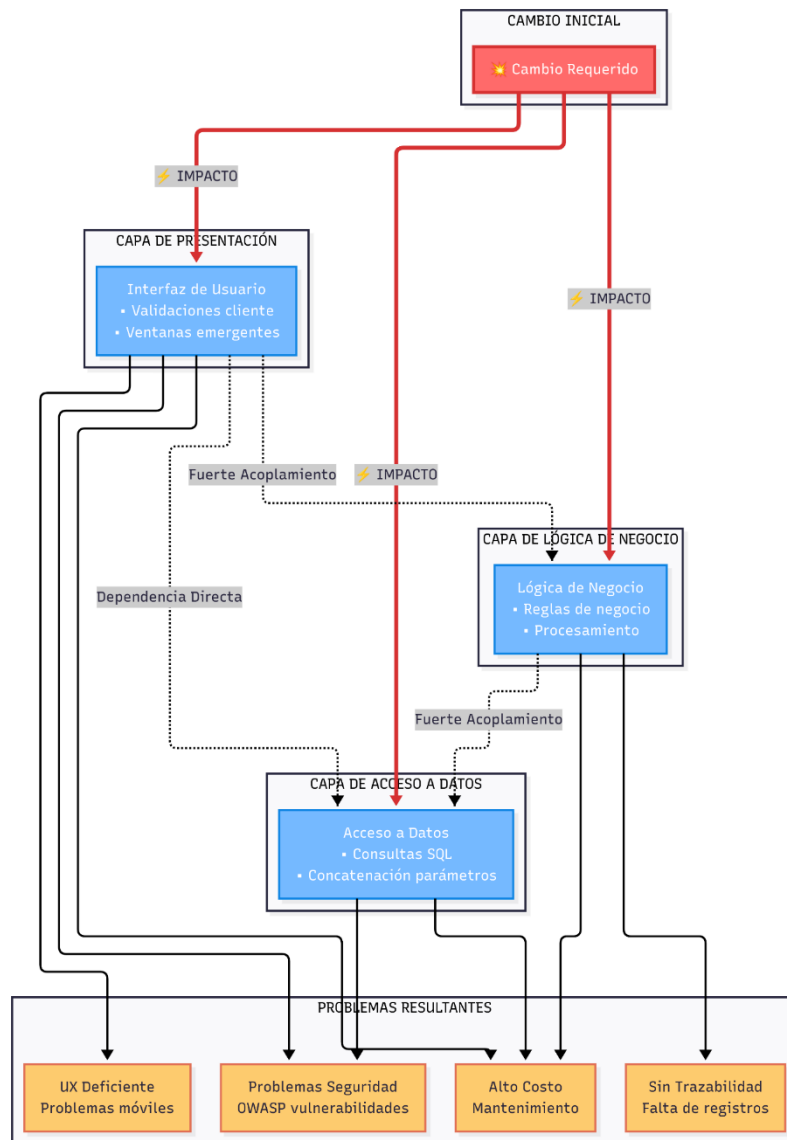 CAMBIO INICIAL
💥 Cambio Requerido
⚡ IMPACTO
CAPA DE PRESENTACIÓN
Interfaz de Usuario
▪ Validaciones cliente
▪ Ventanas emergentes
⚡ IMPACTO
Fuerte Acoplamiento
⚡ IMPACTO
CAPA DE LÓGICA DE NEGOCIO
Lógica de Negocio
▪ Reglas de negocio
▪ Procesamiento
Dependencia Directa
Fuerte Acoplamiento
CAPA DE ACCESO A DATOS
Acceso a Datos
▪ Consultas SQL
▪ Concatenación parámetros
PROBLEMAS RESULTANTES
UX Deficiente
Problemas móviles
Problemas Seguridad
OWASP vulnerabilidades
Alto Costo
Mantenimiento
Sin Trazabilidad
Falta de registros